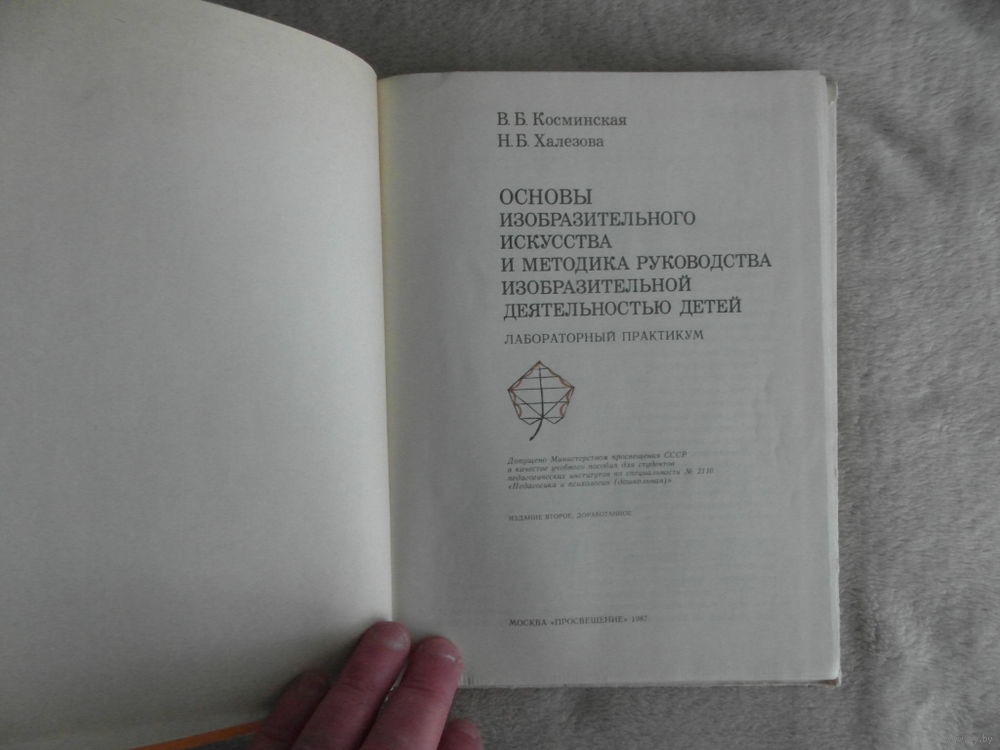 В. Б. Косминская
Н. Б. Халезова
ОСНОВЫ
ИЗОБРАЗИТЕЛЬНОГО
ИСКУССТВА
И МЕТОДИКА РУКОВОДСТВА
ИЗОБРАЗИТЕЛЬНОЙ
ДЕЯТЕЛЬНОСТЬЮ ДЕТЕЙ
ЛАБОРАТОРНЫЙ ПРАКТИКУМ
Допущено Министерством просвещения СССР
в качестве учебного пособия для студентов
педагогических институтов по специальности № 2110
«Педагогика и психология (дошкольная)»
ИЗДАНИЕ ВТОРОЕ, ДОРАБОТАННОЕ
МОСКВА «ПРОСВЕЩЕНИЕ» 1987